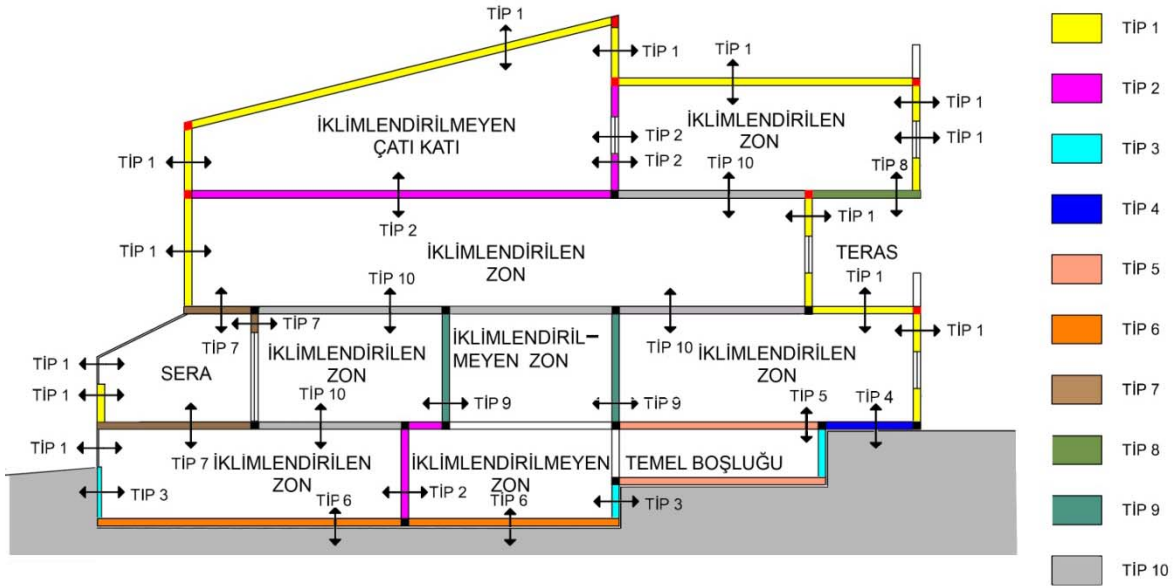 TİP 1
TİP 1
TİP 1
TİP 1
TİP 1
TİP 1
İKLİMLENDİRİLMEYEN
ÇATI KATI
TİP 2
TİP 2
İKLİMLENDİRİLEN
ZON
TİP 10
TİP 8
TİP 2
TİP 1
TİP 1
İKLİMLENDİRİLEN
ZON
TERAS
TİP 1
TİP 10
TİP 7
TİP 7
İKLİMLENDİRİLEN
ZON
İKLİMLENDİRİL–
MEYEN ZON
TİP 10
İKLİMLENDİRİLEN
ZON
TİP 1
TİP 1
TİP 1
SERA
TİP 10
TİP 9
TİP 9
TİP 5
TİP 4
TİP 1
TİP 7
İKLİMLENDİRİLEN
ZON
İKLİMLENDİRİLMEYEN
ZON
TEMEL BOŞLUĞU
TIP 3
TİP 6
TİP 2
TİP 6
TİP 3
TİP 1
TİP 2
TİP 3
TİP 4
TİP 5
TİP 6
TİP 7
TİP 8
TİP 9
TİP 10